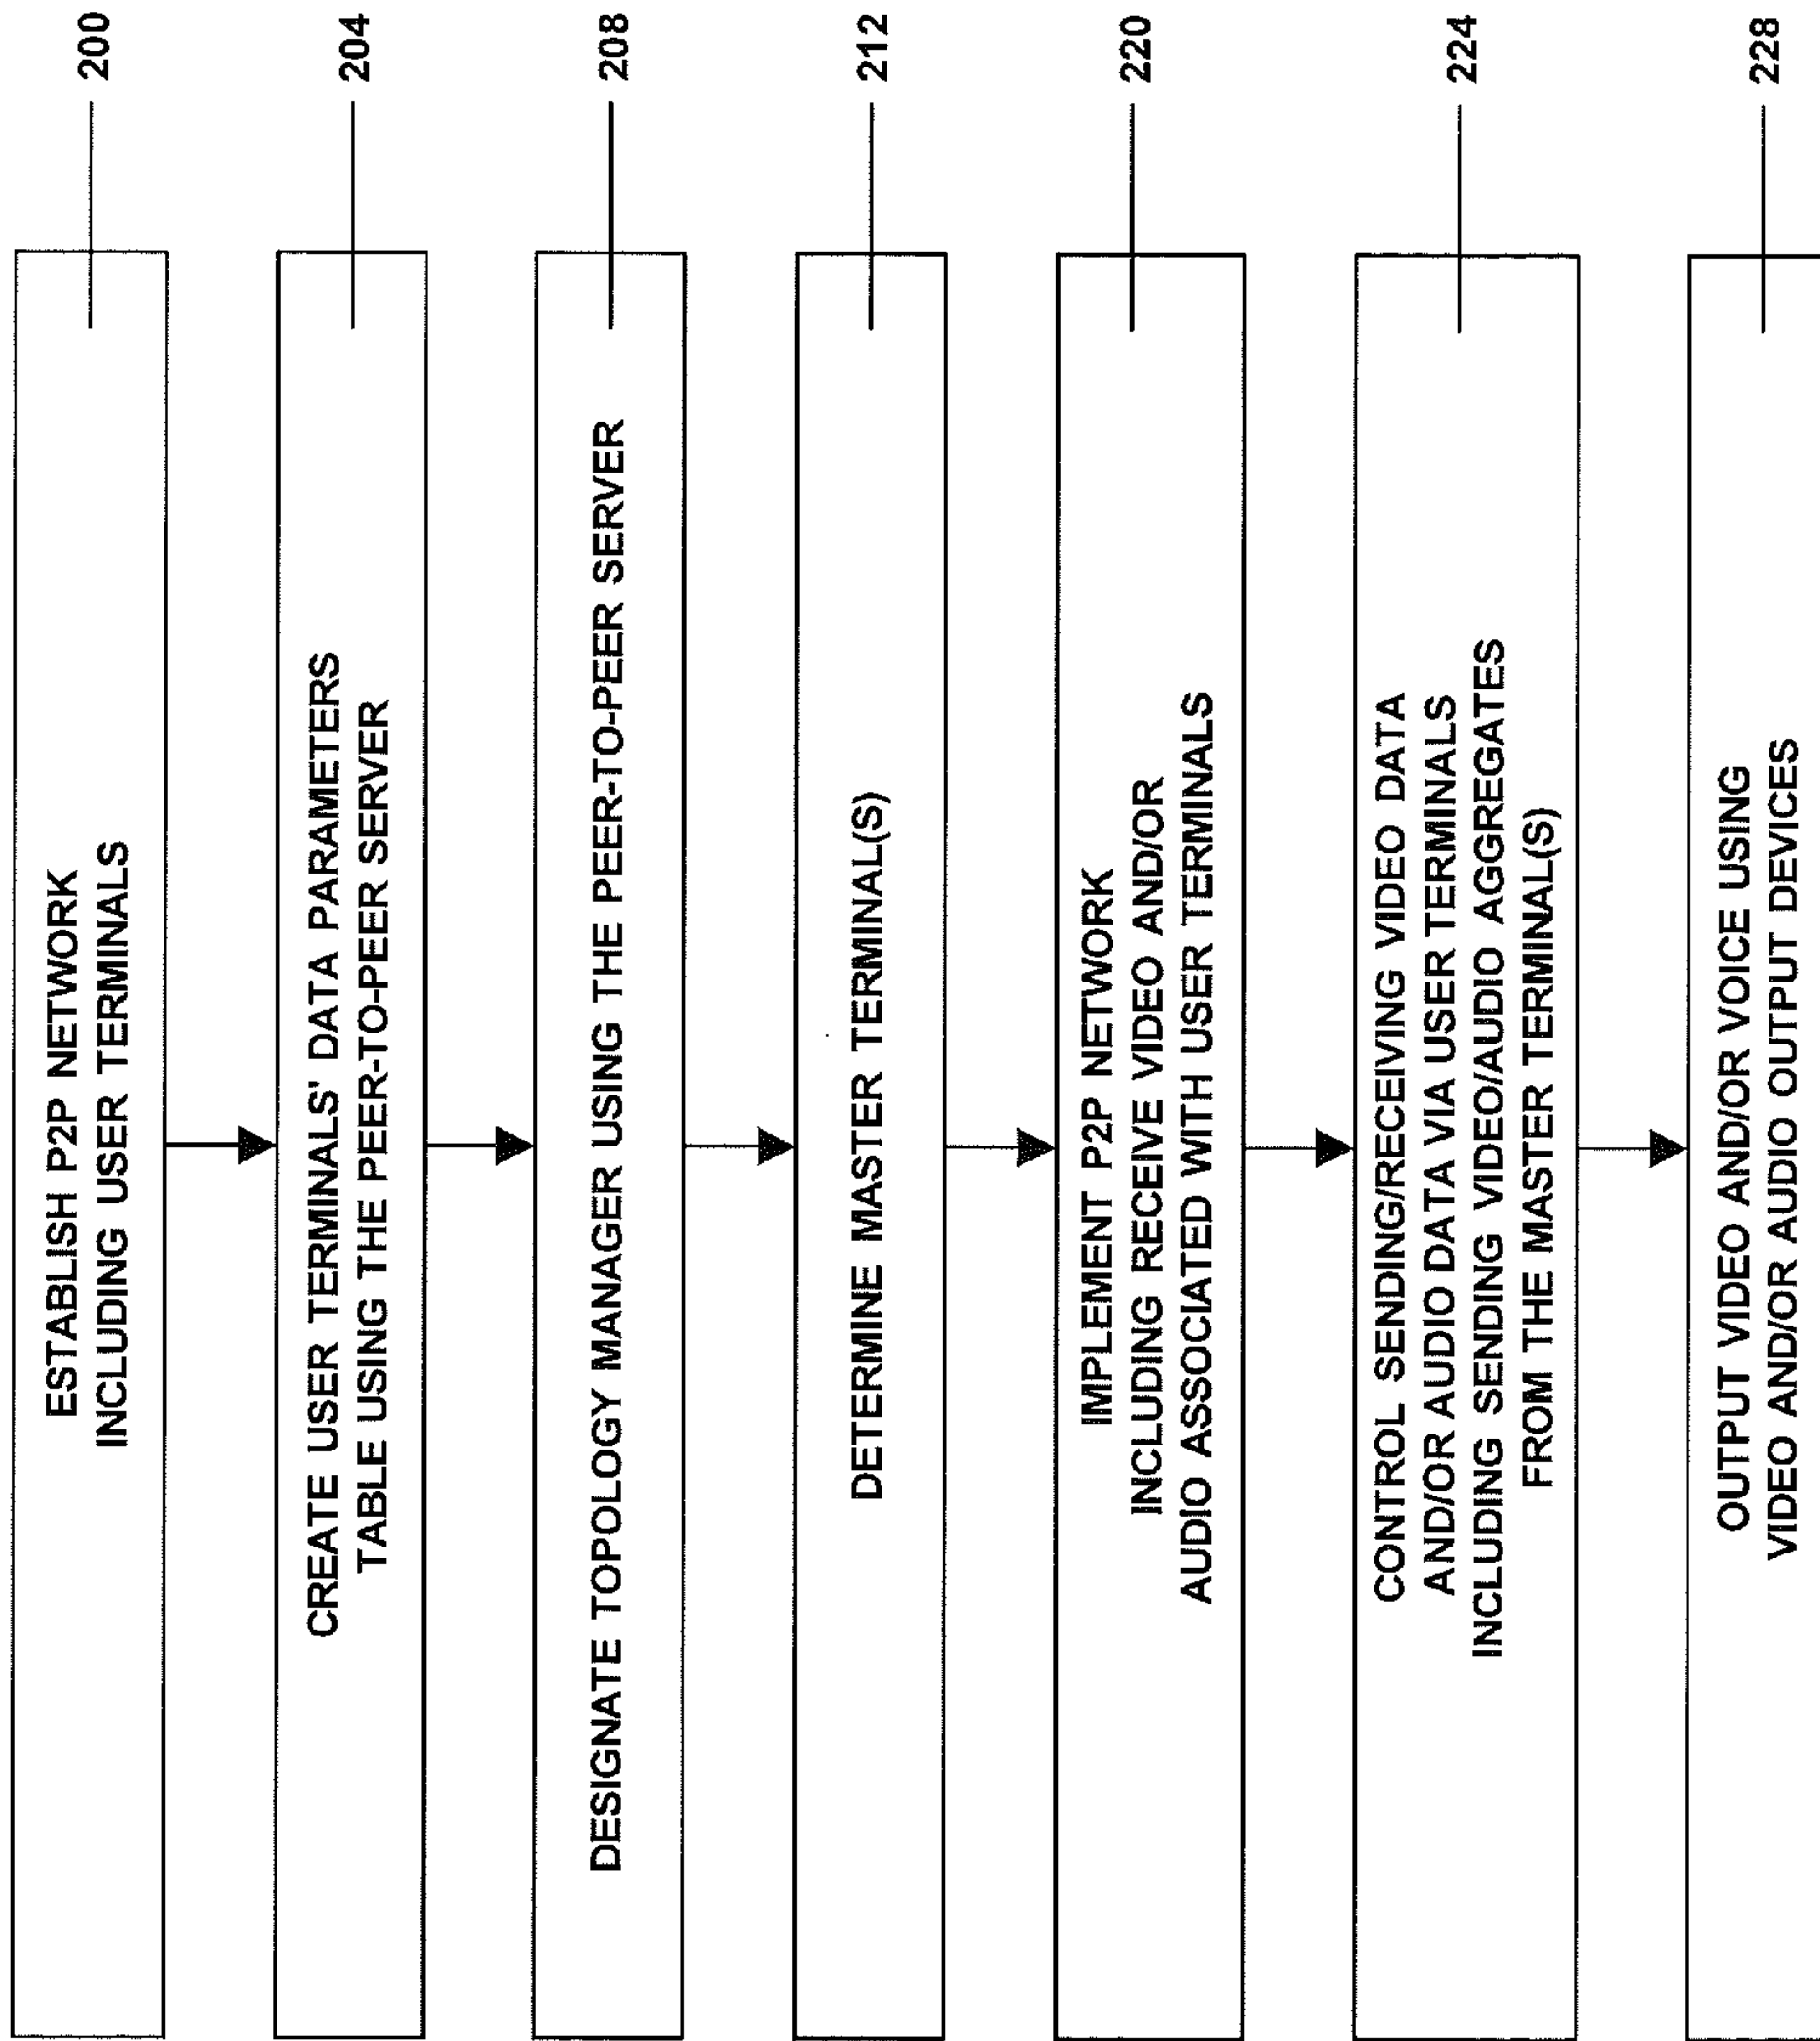 ESTABLISH P2P NETWORK
INCLUDING USER TERMINALS
200
CREATE USER TERMINALS' DATA PARAMETERS
TABLE USING THE PEER-TO-PEER SERVER
204
DESIGNATE TOPOLOGY MANAGER USING THE PEER-TO-PEER SERVER
208
DETERMINE MASTER TERMINAL(S)
212
IMPLEMENT P2P NETWORK
INCLUDING RECEIVE VIDEO AND/OR
AUDIO ASSOCIATED WITH USER TERMINALS
220
CONTROL SENDING/RECEIVING VIDEO DATA
AND/OR AUDIO DATA VIA USER TERMINALS
INCLUDING SENDING VIDEO/AUDIO AGGREGATES
FROM THE MASTER TERMINAL(S)
224
OUTPUT VIDEO AND/OR VOICE USING
VIDEO AND/OR AUDIO OUTPUT DEVICES
228